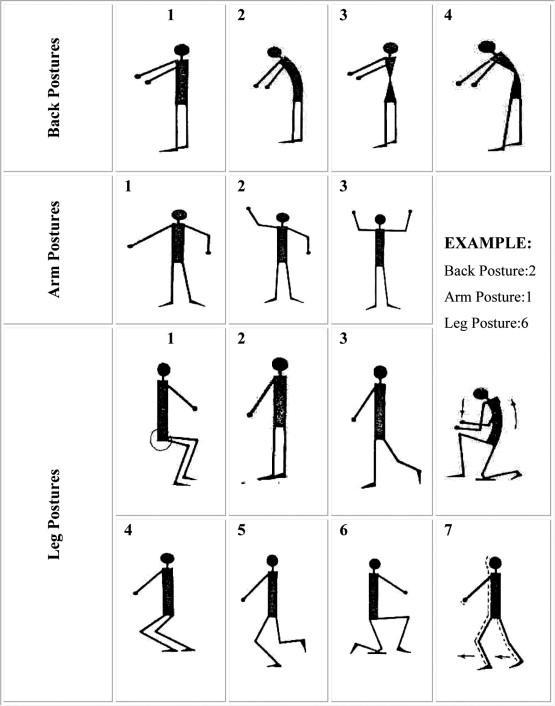 Back Postures
1
2
3
4
Arm Postures
1
2
3
EXAMPLE:
Back Posture:2
Arm Posture:1
Leg Posture:6
Leg Postures
1
2
3
4
5
6
7